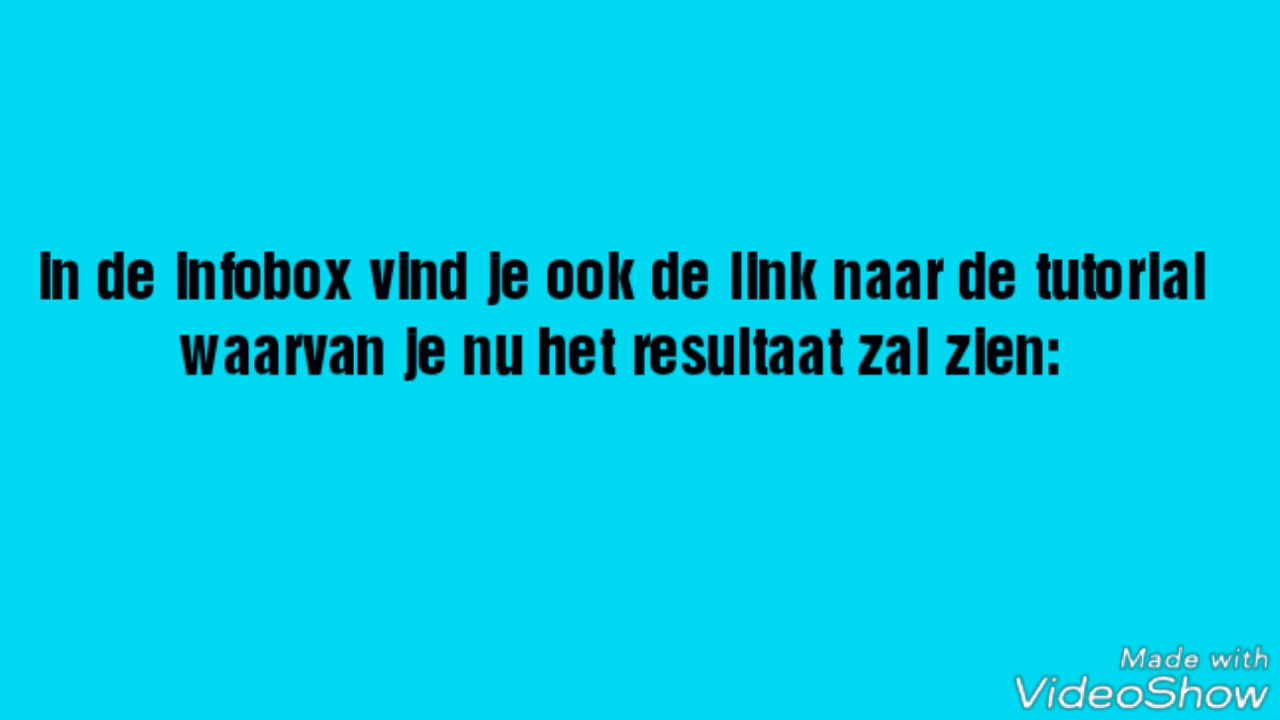 In de infobox vind je ook de link naar de tutorial
waarvan je nu het resultaat zal zien:
Made with
VideoShow